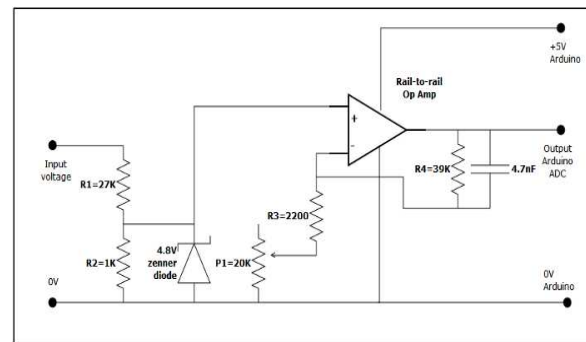 +5V
Arduino
Rail-to-rail
Op Amp
+
-
Input
voltage
Output
Arduino
ADC
R1=27K
R4=39K
4.7nF
R3=2200
4.8V
zenner
diode
R2=1K
P1=20K
0V
0V
Arduino